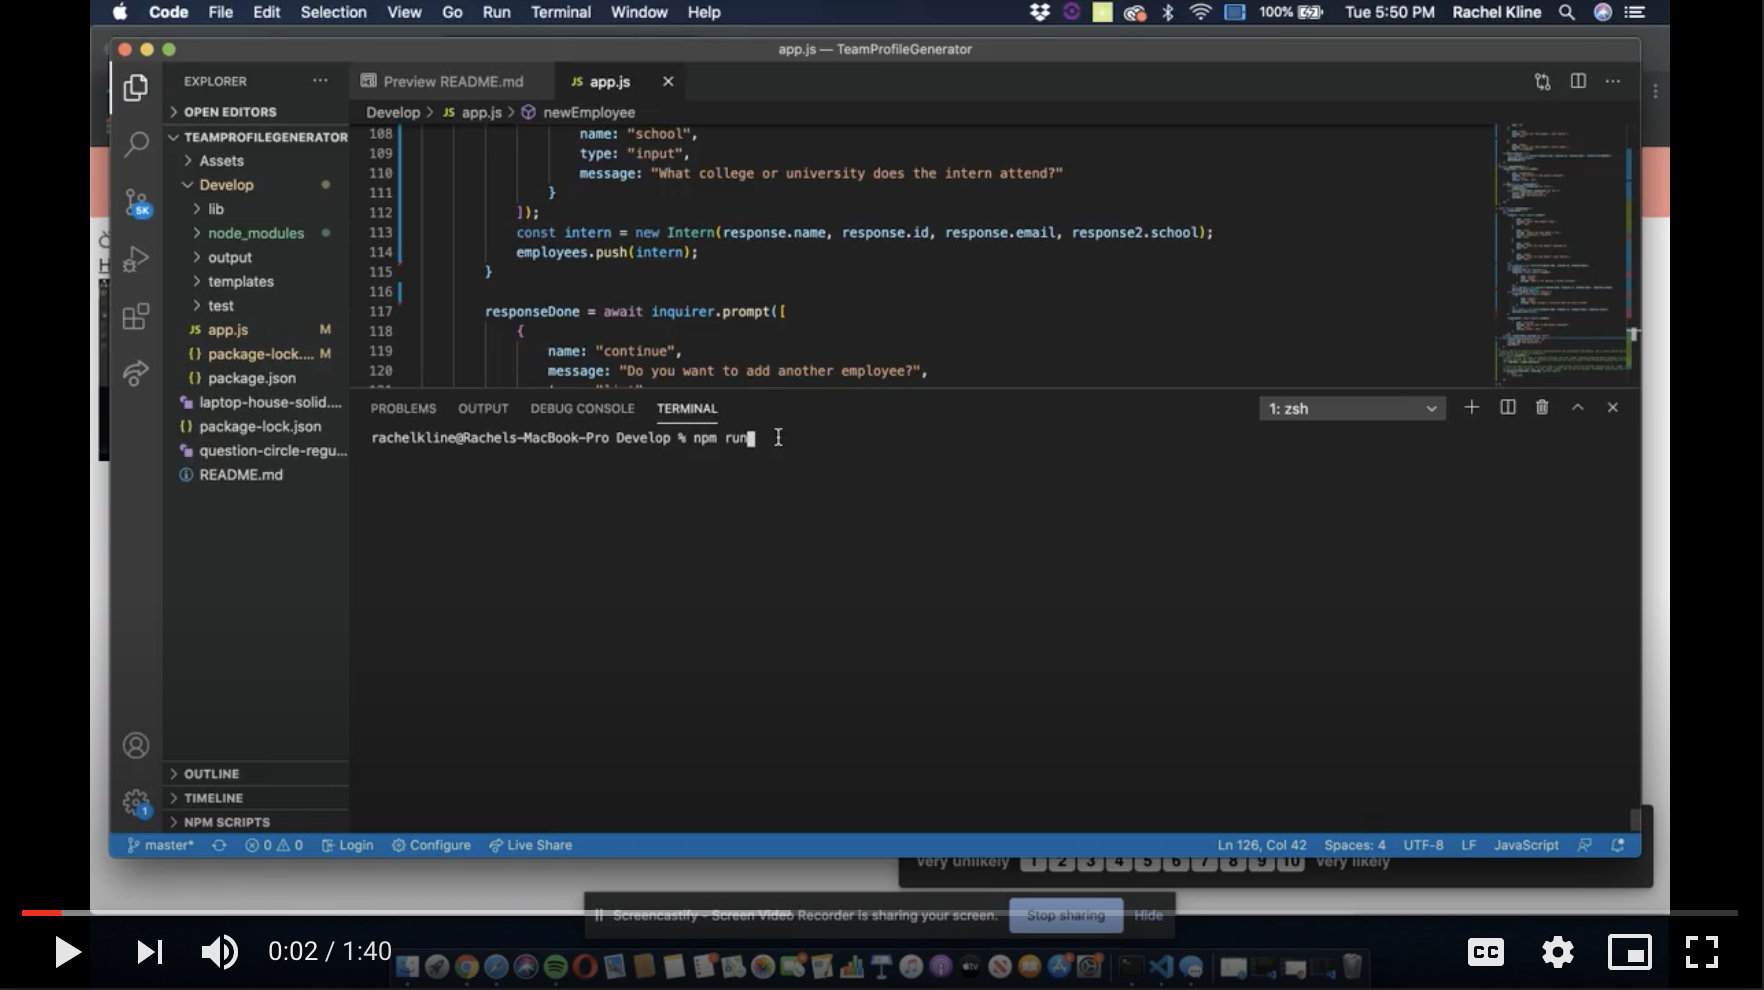 Code File Edit Selection View Go Run Terminal Window Help 100% Tue 5:50 PM Rachel Kline
app.js — TeamProfileGenerator
EXPLORER
Preview README.md
JS app.js
OPEN EDITORS
Develop > JS app.js > newEmployee
TEAMPROFILEGENERATOR
Assets
Develop
lib
node_modules
output
templates
test
JS app.js M
{} package-lock.... M
{} package.json
laptop-house-solid....
{} package-lock.json
question-circle-regu...
README.md
5K
108 name: "school",
109 type: "input",
110 message: "What college or university does the intern attend?"
111 }
112 ]);
113 const intern = new Intern(response.name, response.id, response.email, response2.school);
114 employees.push(intern);
115 }
116
117 responseDone = await inquirer.prompt([
118 {
119 name: "continue",
120 message: "Do you want to add another employee?",
PROBLEMS OUTPUT DEBUG CONSOLE TERMINAL 1: zsh
rachelkline@Rachels-MacBook-Pro Develop % npm run
OUTLINE
TIMELINE
NPM SCRIPTS
1
master* 0 0 Login Configure Live Share Ln 126, Col 42 Spaces: 4 UTF-8 LF JavaScript
Very unlikely 1 2 3 4 5 6 7 8 9 10 Very likely
Screencastify - Screen Video Recorder is sharing your screen. Stop sharing Hide
0:02 / 1:40 CC